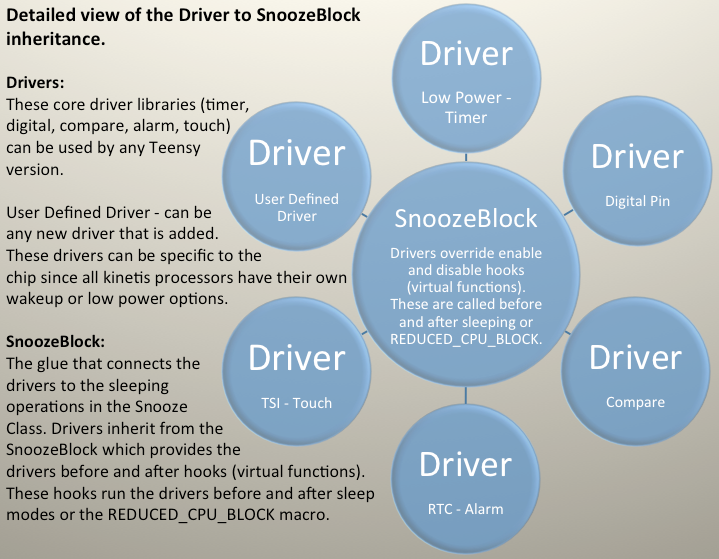 Detailed view of the Driver to SnoozeBlock
inheritance.
Drivers:
These core driver libraries (timer,
digital, compare, alarm, touch)
can be used by any Teensy
version.
User Defined Driver - can be
any new driver that is added.
These drivers can be specific to the
chip since all kinetis processors have their own
wakeup or low power options.
SnoozeBlock:
The glue that connects the
drivers to the sleeping
operations in the Snooze
Class. Drivers inherit from the
SnoozeBlock which provides the
drivers before and after hooks (virtual functions).
These hooks run the drivers before and after sleep
modes or the REDUCED_CPU_BLOCK macro.
Driver
Low Power -
Timer
Driver
Digital Pin
Driver
Compare
Driver
RTC - Alarm
Driver
TSI - Touch
Driver
User Defined
Driver
SnoozeBlock
Drivers override enable
and disable hooks
(virtual functions).
These are called before
and after sleeping or
REDUCED_CPU_BLOCK.